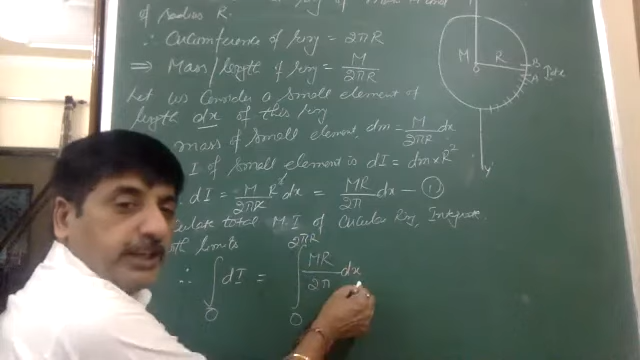 of radius R.
∴ Circumference of ring = 2πR
⇒ Mass/length of ring = M/2πR
Let us Consider a small element of
length dx of this ring
mass of small element, dm = M/2πR dx
I of small element is dI = dm × R²
dI = M/2πR R² dx = MR/2π dx — ①
total M.I of Circular Ring, Integrate
limits
∴ ∫₀ dI = ∫₀^2πR MR/2π dx
M
R
B
A
dx
Y